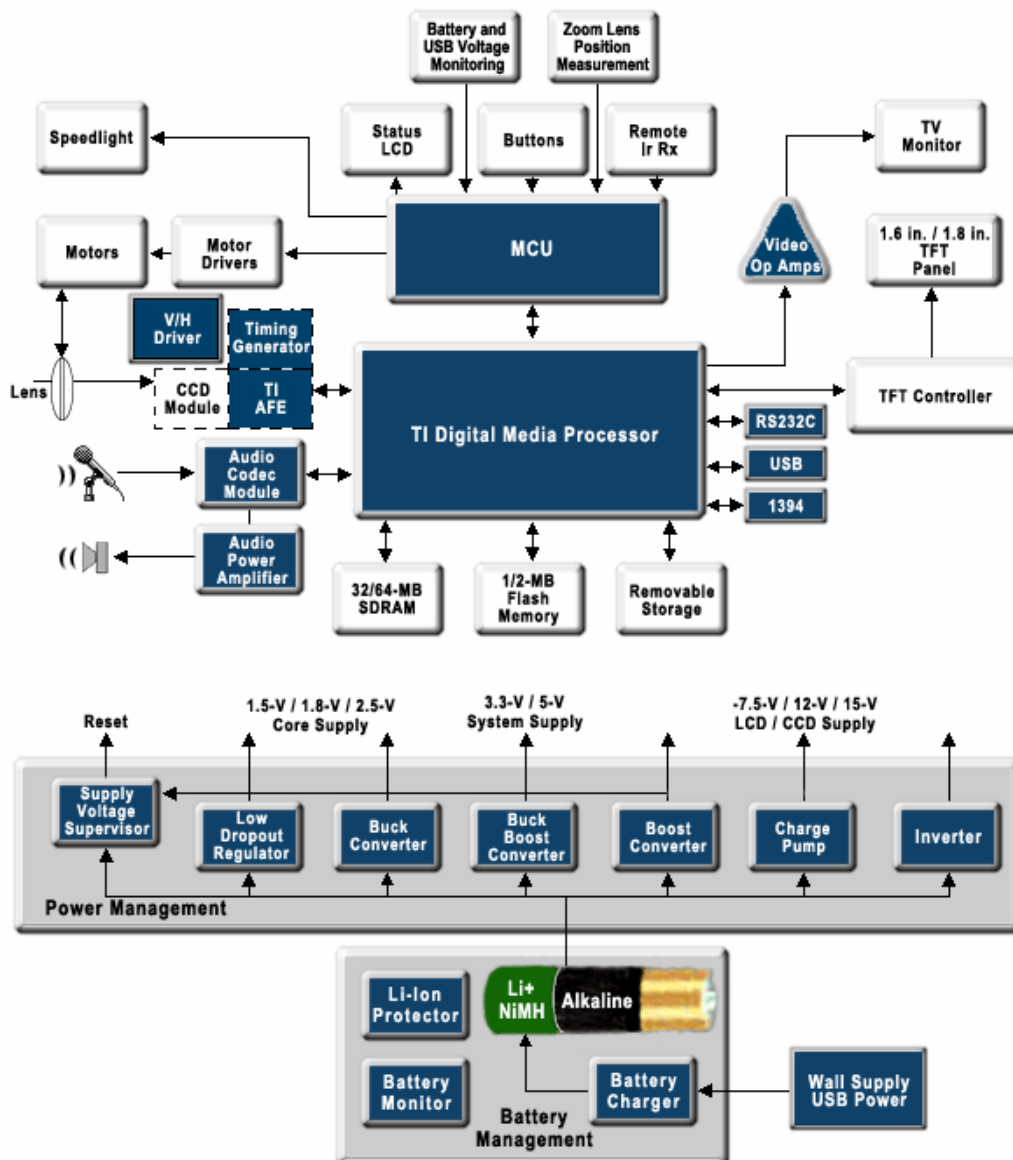 Battery and
USB Voltage
Monitoring
Zoom Lens
Position
Measurement
Speedlight
Status
LCD
Buttons
Remote
Ir Rx
TV
Monitor
MCU
Motors
Motor
Drivers
Video
Op Amps
1.6 in. / 1.8 in.
TFT
Panel
V/H
Driver
Timing
Generator
Lens
CCD
Module
TI
AFE
TI Digital Media Processor
TFT Controller
RS232C
USB
1394
Audio
Codec
Module
Audio
Power
Amplifier
32/64-MB
SDRAM
1/2-MB
Flash
Memory
Removable
Storage
Reset
1.5-V / 1.8-V / 2.5-V
Core Supply
3.3-V / 5-V
System Supply
-7.5-V / 12-V / 15-V
LCD / CCD Supply
Supply
Voltage
Supervisor
Low
Dropout
Regulator
Buck
Converter
Buck
Boost
Converter
Boost
Converter
Charge
Pump
Inverter
Power Management
Li-Ion
Protector
Li+
NiMH
Alkaline
Battery
Monitor
Battery
Charger
Wall Supply
USB Power
Battery
Management